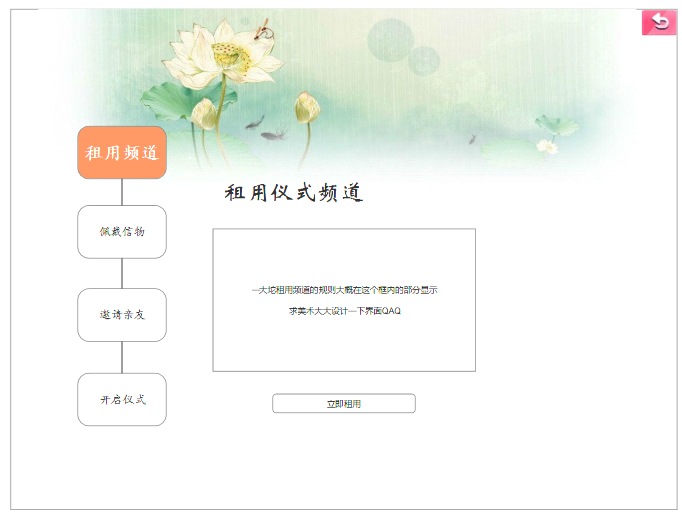 租用频道
租用仪式频道
佩戴信物
一大坨租用频道的规则大概在这个框内的部分显示
求美术大大设计一下界面QAQ
邀请亲友
开启仪式
立即租用